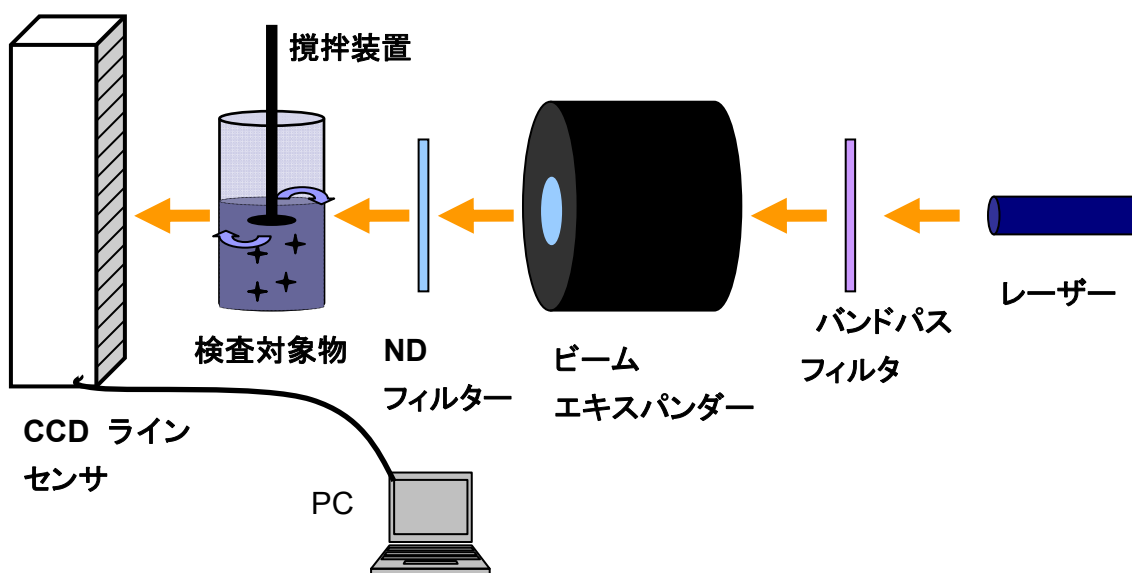 撹拌装置
レーザー
バンドパス
フィルタ
ビーム
エキスパンダー
ND
フィルター
検査対象物
CCD ライン
センサ
PC